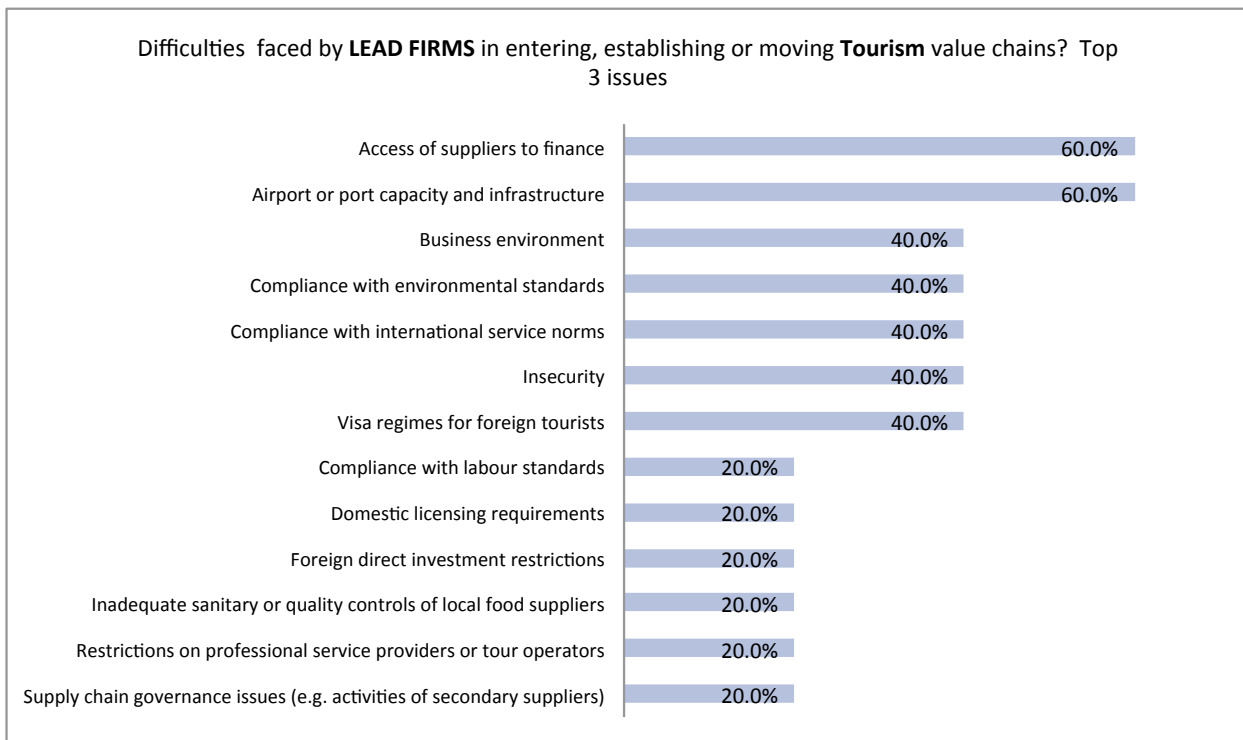 Difficulties faced by LEAD FIRMS in entering, establishing or moving Tourism value chains? Top
3 issues
Access of suppliers to finance 60.0%
Airport or port capacity and infrastructure 60.0%
Business environment 40.0%
Compliance with environmental standards 40.0%
Compliance with international service norms 40.0%
Insecurity 40.0%
Visa regimes for foreign tourists 40.0%
Compliance with labour standards 20.0%
Domestic licensing requirements 20.0%
Foreign direct investment restrictions 20.0%
Inadequate sanitary or quality controls of local food suppliers 20.0%
Restrictions on professional service providers or tour operators 20.0%
Supply chain governance issues (e.g. activities of secondary suppliers) 20.0%